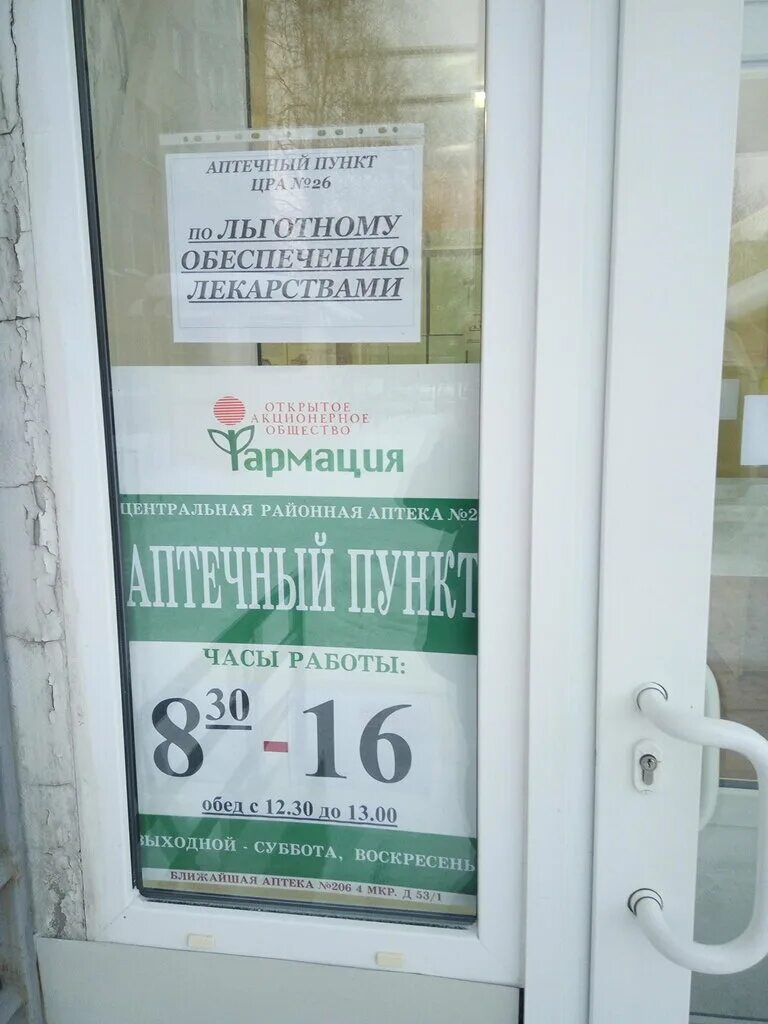 АПТЕЧНЫЙ ПУНКТ
ЦРА №26
по ЛЬГОТНОМУ
ОБЕСПЕЧЕНИЮ
ЛЕКАРСТВАМИ
ОТКРЫТОЕ
АКЦИОНЕРНОЕ
ОБЩЕСТВО
Фармация
ЦЕНТРАЛЬНАЯ РАЙОННАЯ АПТЕКА №2
АПТЕЧНЫЙ ПУНКТ
ЧАСЫ РАБОТЫ:
8 30 - 16
обед с 12.30 до 13.00
ВЫХОДНОЙ - СУББОТА, ВОСКРЕСЕНЬ
БЛИЖАЙШАЯ АПТЕКА №206 4 МКР. Д 53/1